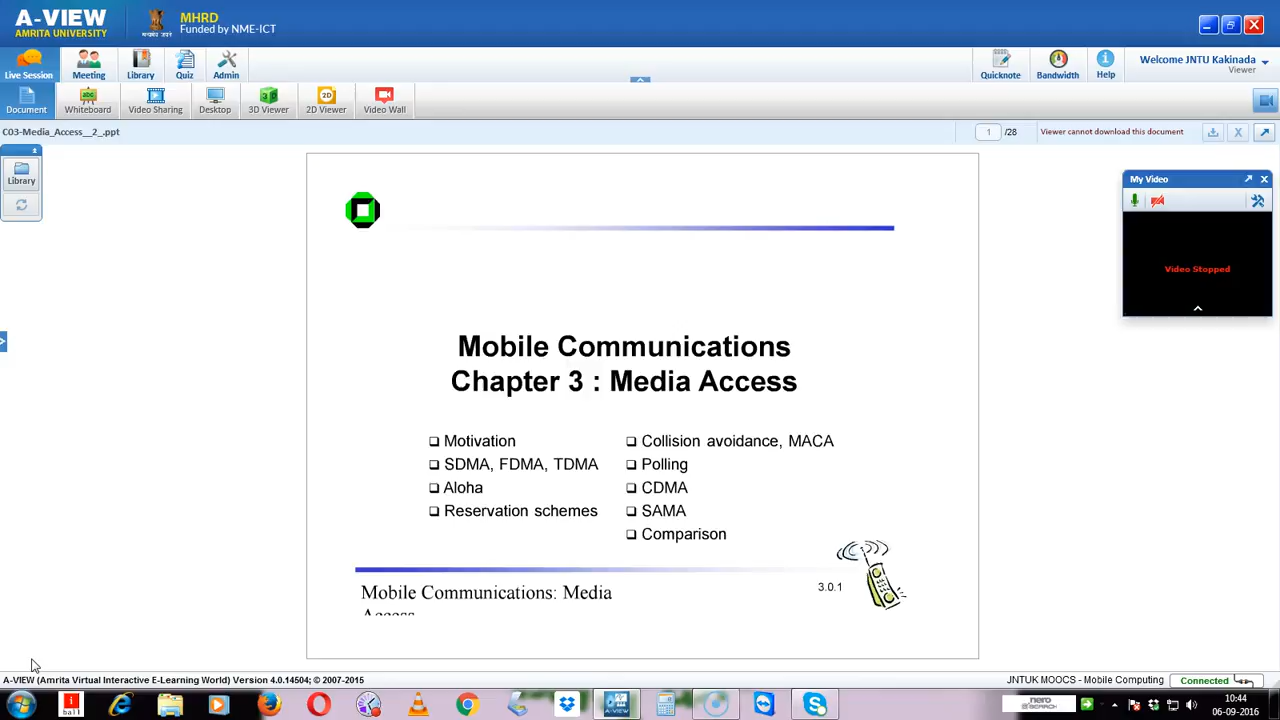 A-VIEW
AMRITA UNIVERSITY
MHRD
Funded by NME-ICT
Live Session
Meeting
Library
Quiz
Admin
Quicknote
Bandwidth
Help
Welcome JNTU Kakinada
Viewer
Document
Whiteboard
Video Sharing
Desktop
3D Viewer
2D Viewer
Video Wall
C03-Media_Access__2_.ppt
1 /28
Viewer cannot download this document
Library
My Video
Video Stopped
Mobile Communications
Chapter 3 : Media Access
Motivation
SDMA, FDMA, TDMA
Aloha
Reservation schemes
Collision avoidance, MACA
Polling
CDMA
SAMA
Comparison
Mobile Communications: Media
Access
3.0.1
A-VIEW (Amrita Virtual Interactive E-Learning World) Version 4.0.14504; © 2007-2015
JNTUK MOOCS - Mobile Computing
Connected
nero
SEARCH
10:44
06-09-2016